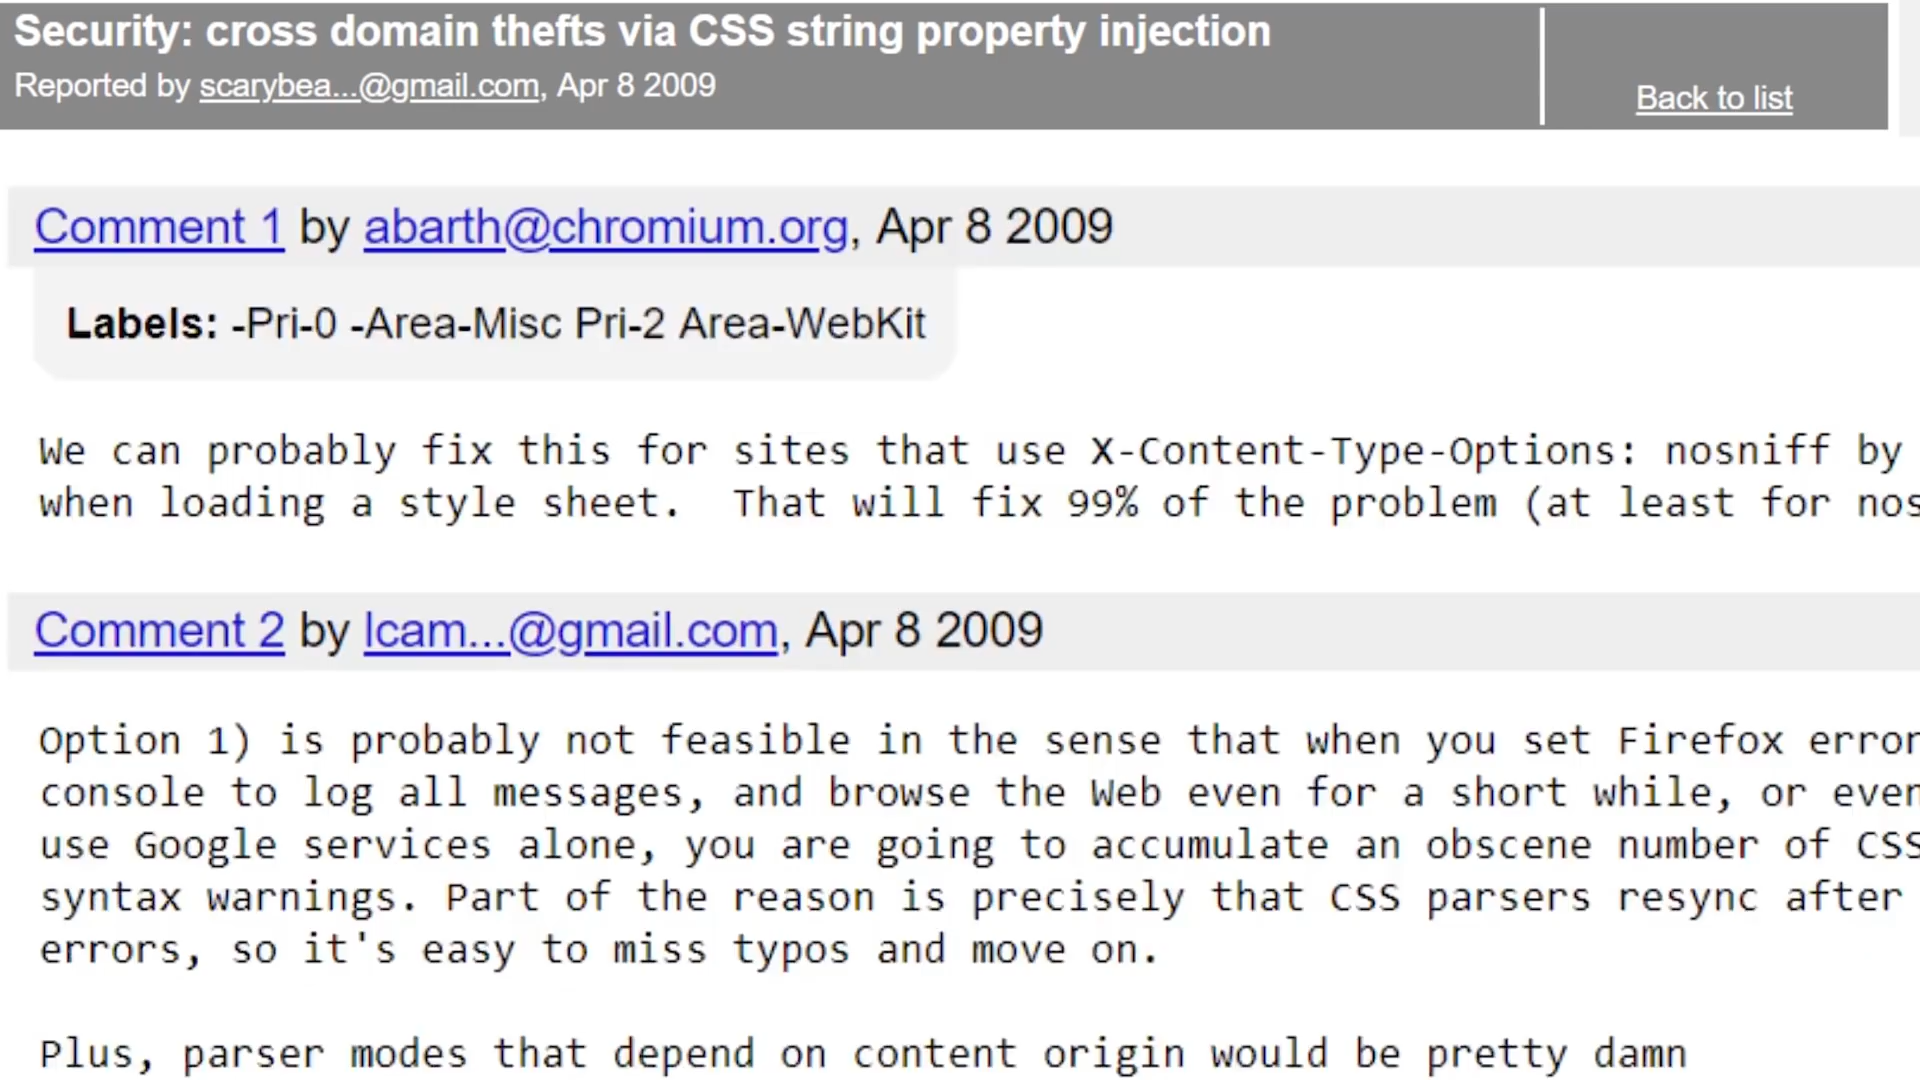 Security: cross domain thefts via CSS string property injection
Reported by scarybea...@gmail.com, Apr 8 2009
Back to list
Comment 1 by abarth@chromium.org, Apr 8 2009
Labels: -Pri-0 -Area-Misc Pri-2 Area-WebKit
We can probably fix this for sites that use X-Content-Type-Options: nosniff by
when loading a style sheet.  That will fix 99% of the problem (at least for nos
Comment 2 by lcam...@gmail.com, Apr 8 2009
Option 1) is probably not feasible in the sense that when you set Firefox error
console to log all messages, and browse the Web even for a short while, or even
use Google services alone, you are going to accumulate an obscene number of CSS
syntax warnings. Part of the reason is precisely that CSS parsers resync after
errors, so it's easy to miss typos and move on.
Plus, parser modes that depend on content origin would be pretty damn